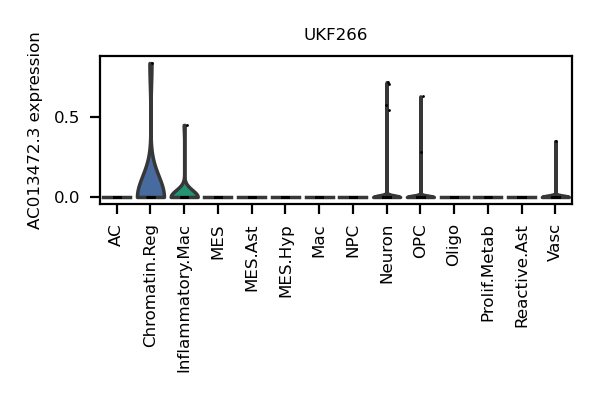 UKF266
AC013472.3 expression
0.5
0.0
AC
Chromatin.Reg
Inflammatory.Mac
MES
MES.Ast
MES.Hyp
Mac
NPC
Neuron
OPC
Oligo
Prolif.Metab
Reactive.Ast
Vasc